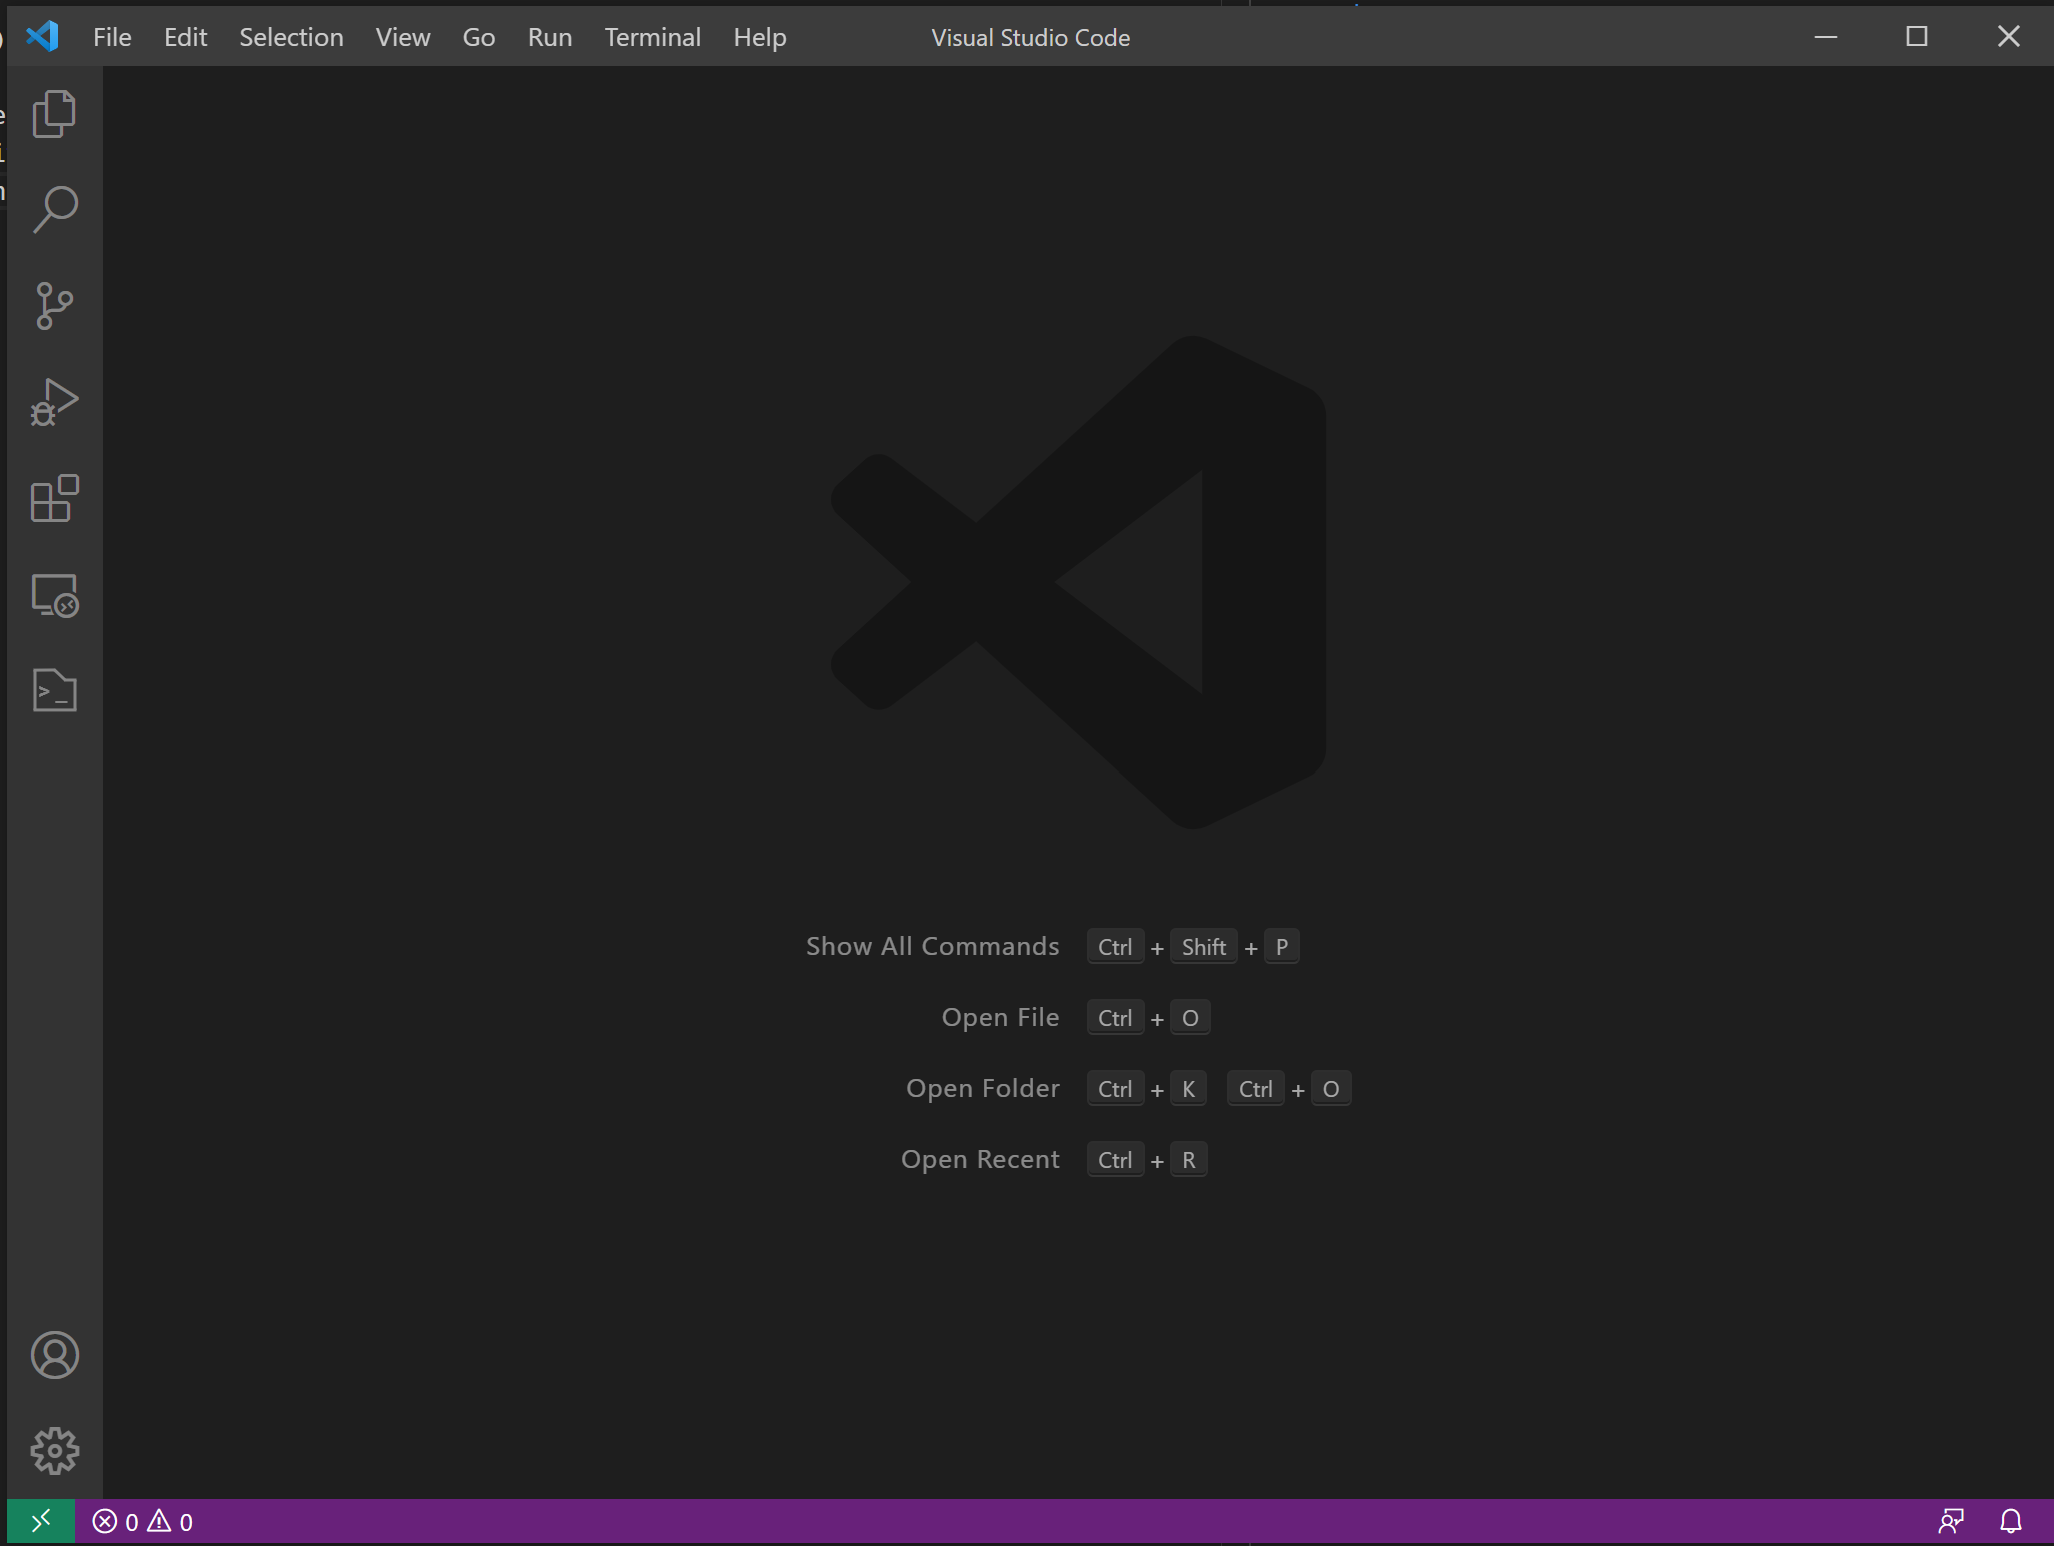 File Edit Selection View Go Run Terminal Help Visual Studio Code
Show All Commands Ctrl + Shift + P
Open File Ctrl + O
Open Folder Ctrl + K Ctrl + O
Open Recent Ctrl + R
0 0